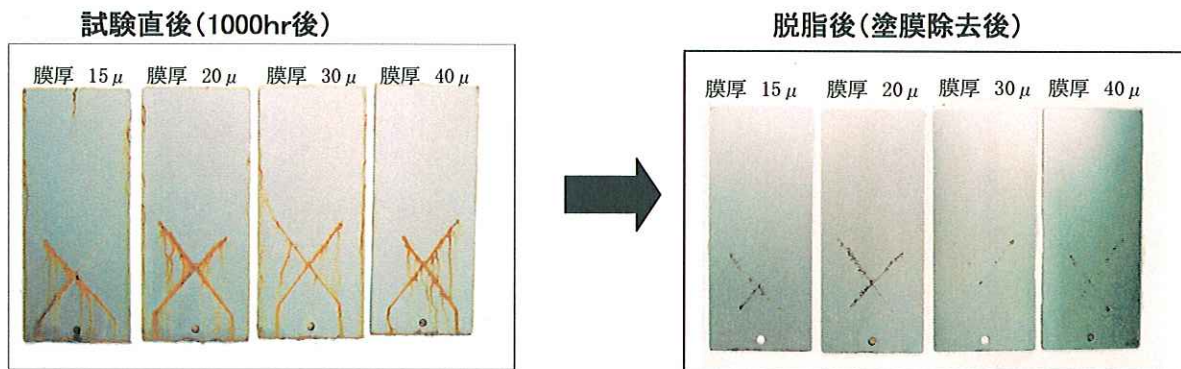 試験直後(1000hr後)
膜厚 15μ 膜厚 20μ 膜厚 30μ 膜厚 40μ
脱脂後(塗膜除去後)
膜厚 15μ 膜厚 20μ 膜厚 30μ 膜厚 40μ